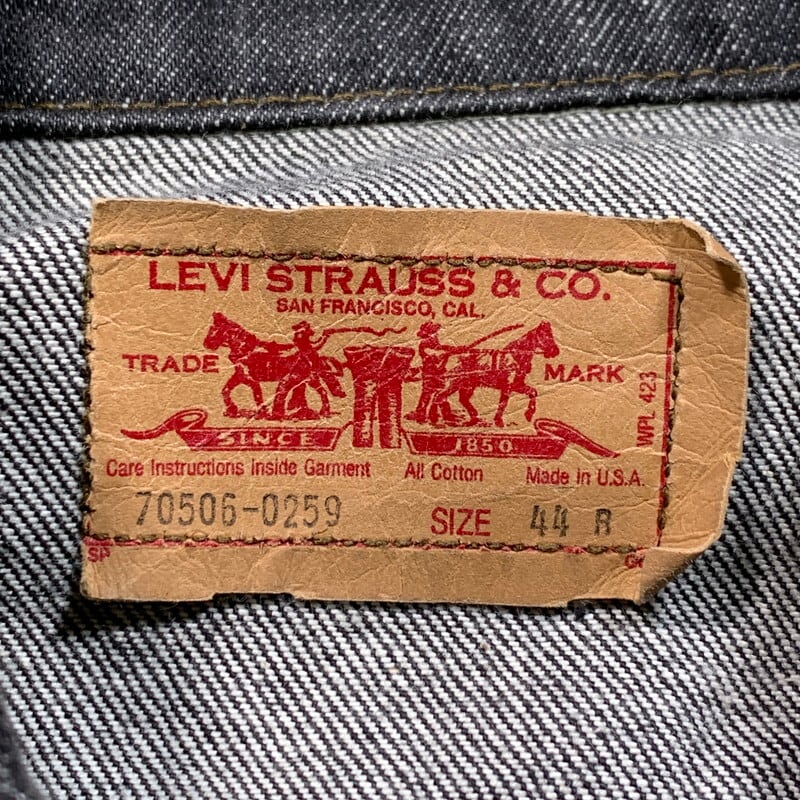 LEVI STRAUSS & CO.
SAN FRANCISCO, CAL.
TRADE MARK
SINCE 1850
WPL 423
Care Instructions Inside Garment All Cotton Made in U.S.A.
70506-0259 SIZE 44 R
SP